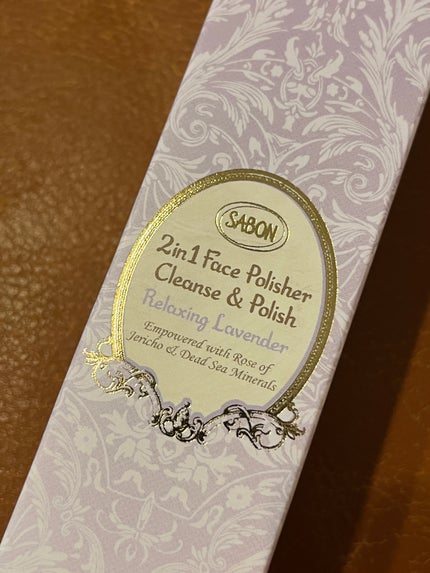 SABON
2in1 Face Polisher
Cleanse & Polish
Relaxing Lavender
Empowered with Rose of
Jericho & Dead Sea Minerals